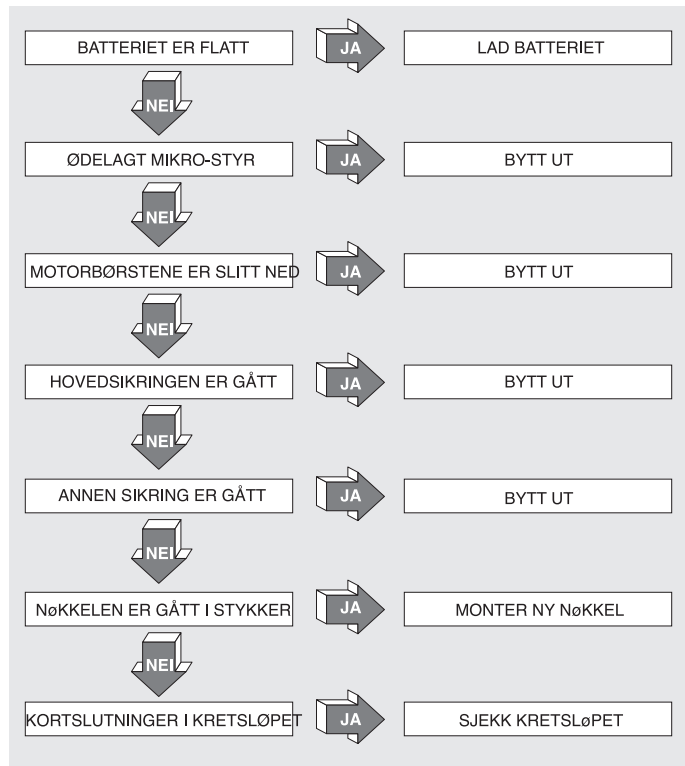 BATTERIET ER FLATT JA LAD BATTERIET
NEI
ØDELAGT MIKRO-STYR JA BYTT UT
NEI
MOTORBØRSTENE ER SLITT NED JA BYTT UT
NEI
HOVEDSIKRINGEN ER GÅTT JA BYTT UT
NEI
ANNEN SIKRING ER GÅTT JA BYTT UT
NEI
NøKKELEN ER GÅTT I STYKKER JA MONTER NY NøKKEL
NEI
KORTSLUTNINGER I KRETSLØPET JA SJEKK KRETSLøPET